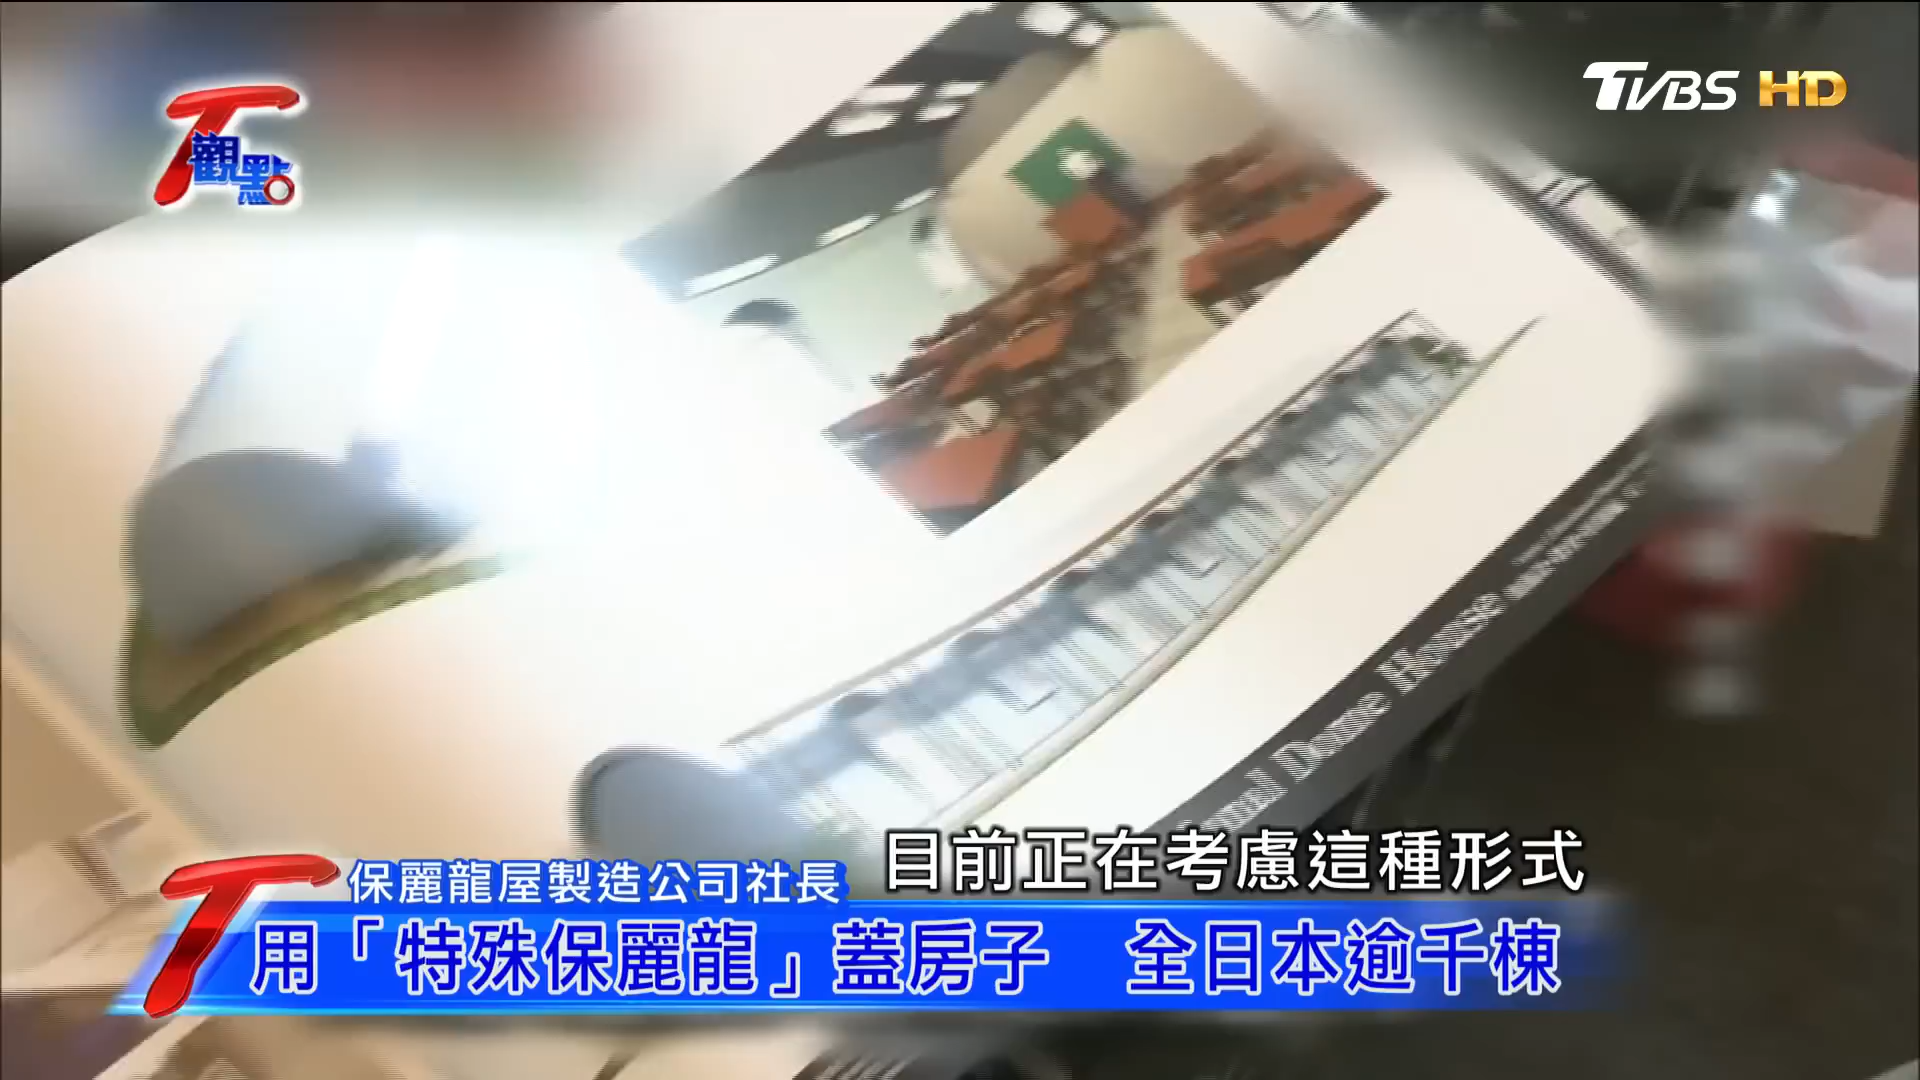 TVBS HD
T觀點
目前正在考慮這種形式
保麗龍屋製造公司社長
用「特殊保麗龍」蓋房子 全日本逾千棟
Dome House